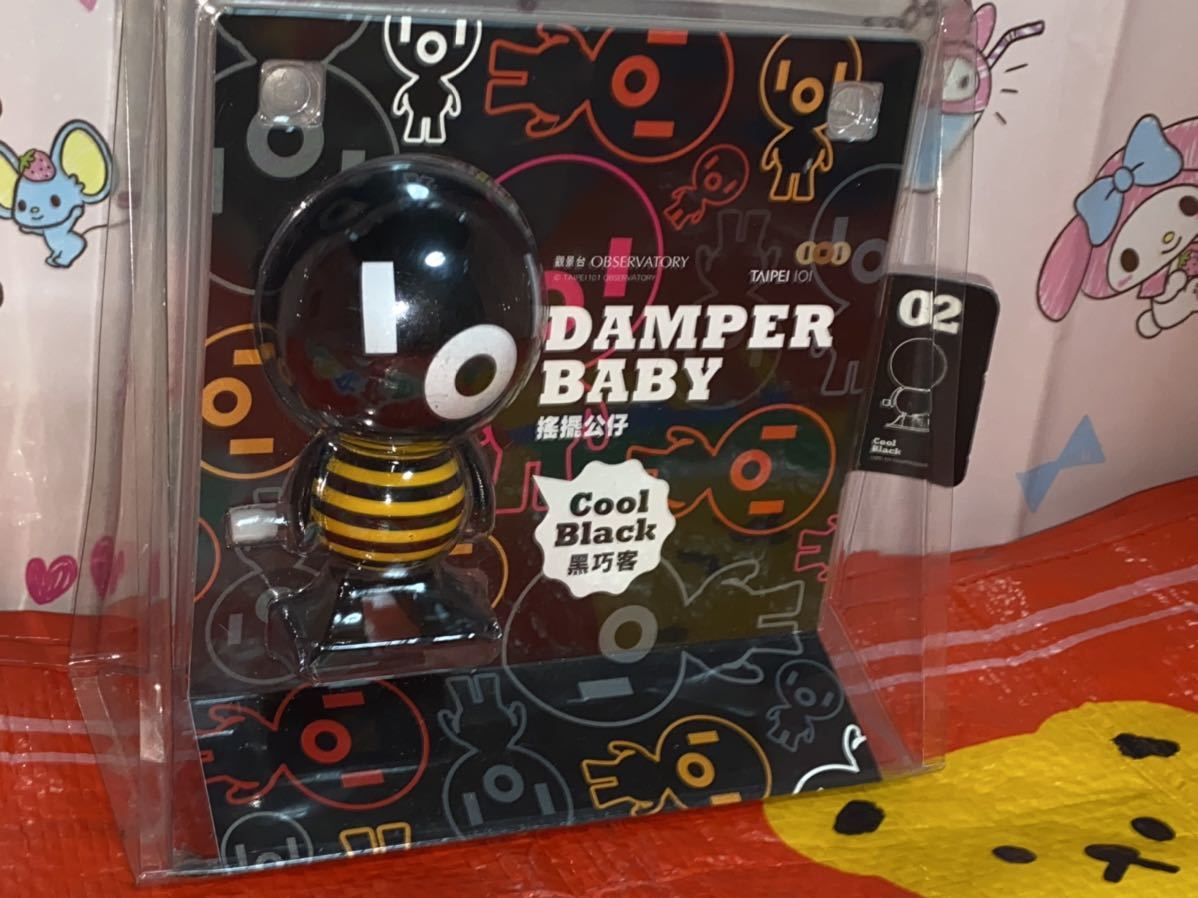 觀景台 OBSERVATORY
© TAIPEI 101 OBSERVATORY
TAIPEI 101
DAMPER
BABY
搖擺公仔
Cool
Black
黑巧客
02
Cool
Black